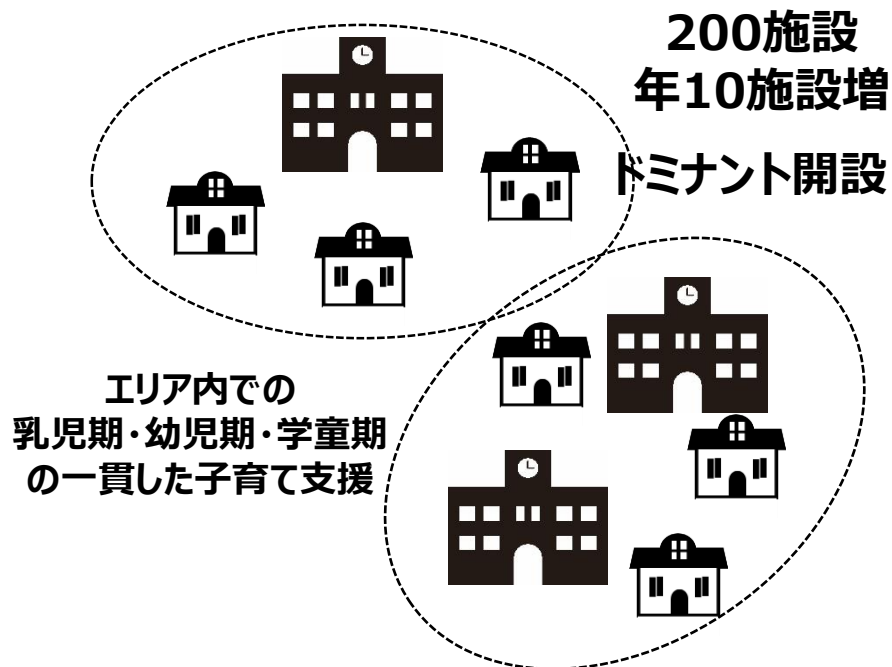 200施設
年10施設増
ドミナント開設
エリア内での
乳児期・幼児期・学童期
の一貫した子育て支援